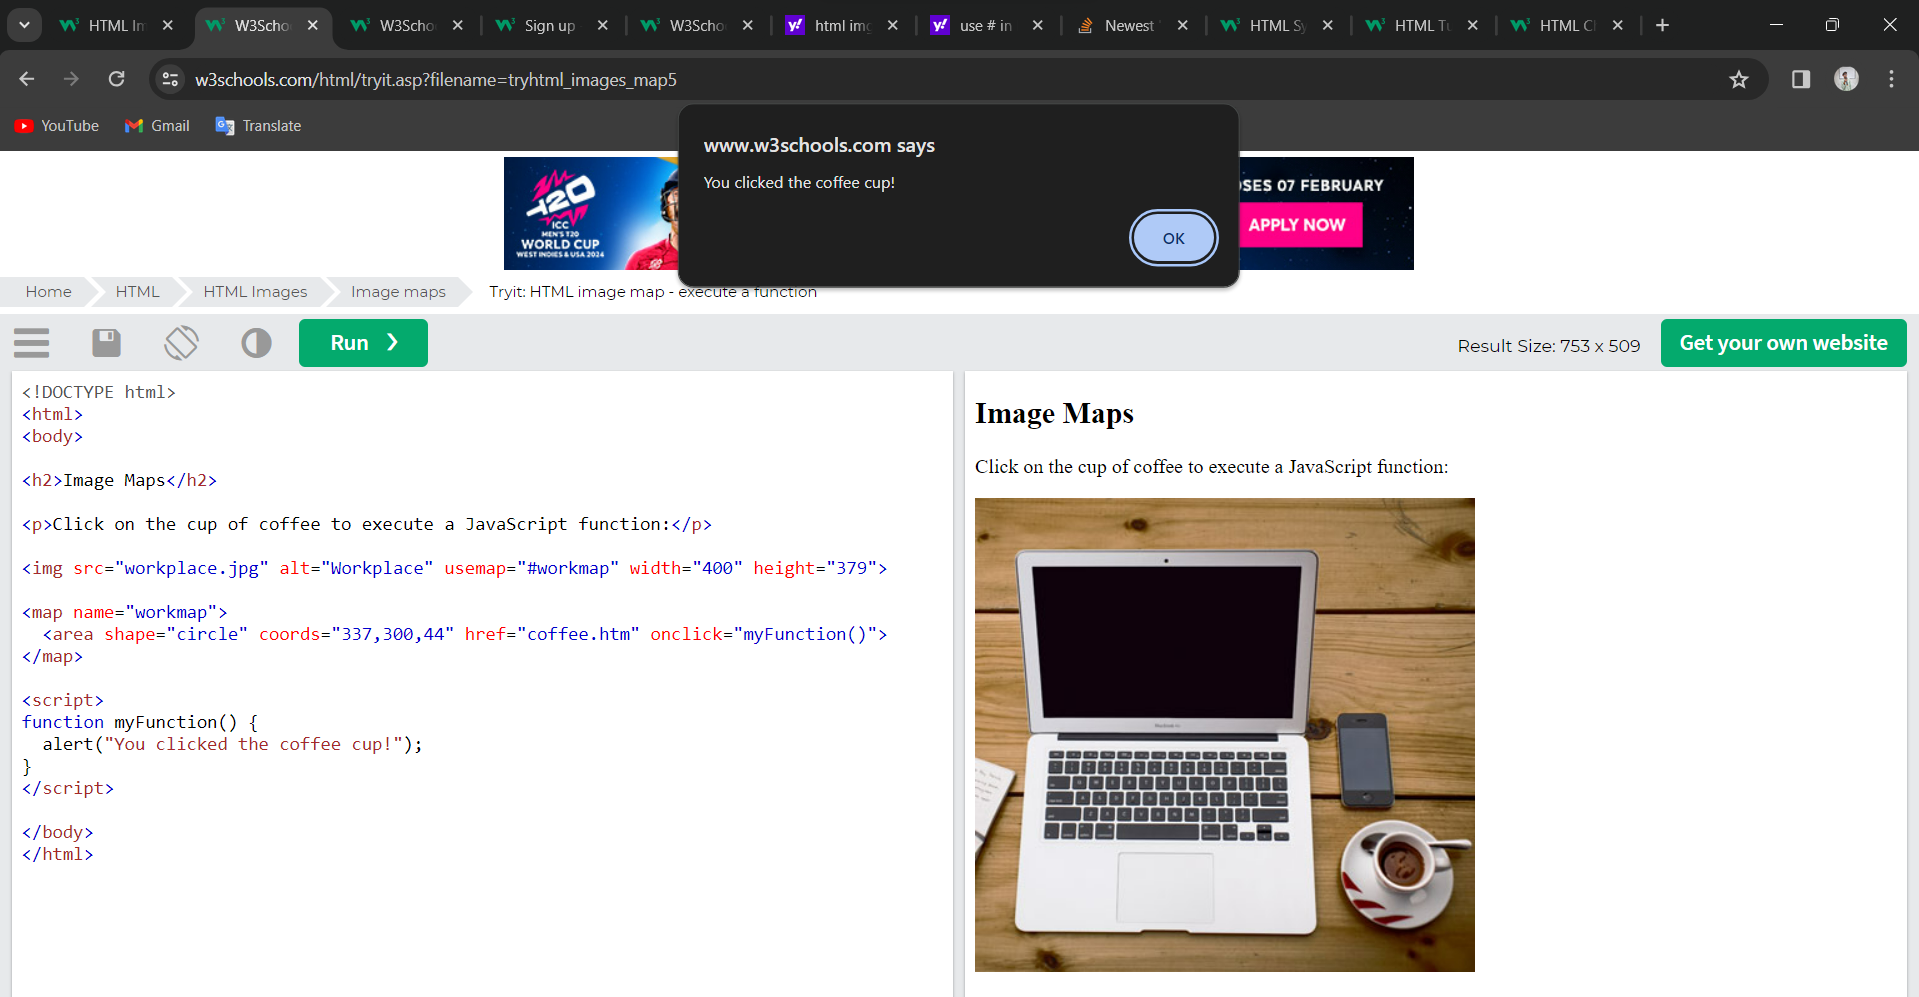 HTML Im
W3Scho
W3Scho
Sign up
W3Scho
html img
use # in
Newest
HTML Sy
HTML Tu
HTML Cl
w3schools.com/html/tryit.asp?filename=tryhtml_images_map5
YouTube
Gmail
Translate
www.w3schools.com says
You clicked the coffee cup!
OK
T20
ICC
MEN'S T20
WORLD CUP
WEST INDIES & USA 2024
OSES 07 FEBRUARY
APPLY NOW
Home
HTML
HTML Images
Image maps
Tryit: HTML image map - execute a function
Run ❯
Result Size: 753 x 509
Get your own website
<!DOCTYPE html>
<html>
<body>
<h2>Image Maps</h2>
<p>Click on the cup of coffee to execute a JavaScript function:</p>
<img src="workplace.jpg" alt="Workplace" usemap="#workmap" width="400" height="379">
<map name="workmap">
  <area shape="circle" coords="337,300,44" href="coffee.htm" onclick="myFunction()">
</map>
<script>
function myFunction() {
  alert("You clicked the coffee cup!");
}
</script>
</body>
</html>
Image Maps
Click on the cup of coffee to execute a JavaScript function: